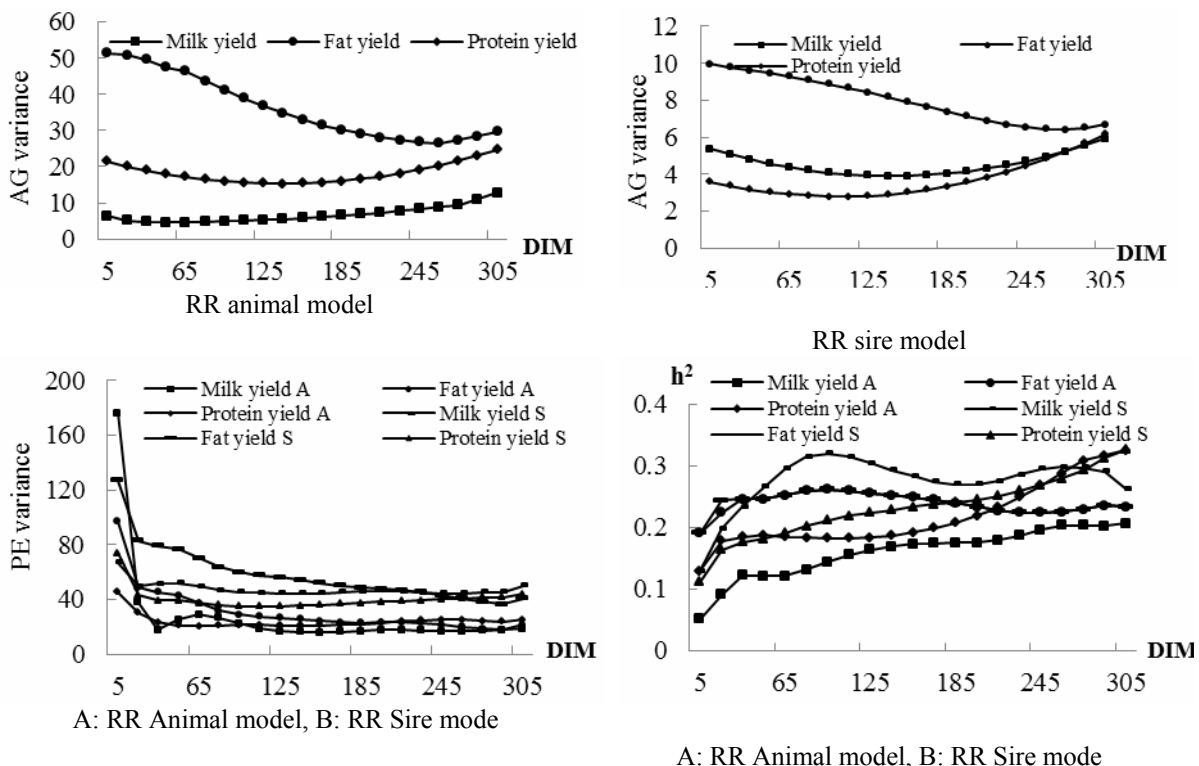 60
50
40
30
20
10
0
AG variance
Milk yield Fat yield Protein yield
DIM
5 65 125 185 245 305
RR animal model
12
10
8
6
4
2
0
AG variance
Milk yield Fat yield
Protein yield
DIM
5 65 125 185 245 305
RR sire model
200
160
120
80
40
0
PE variance
Milk yield A Fat yield A
Protein yield A Milk yield S
Fat yield S Protein yield S
DIM
5 65 125 185 245 305
A: RR Animal model, B: RR Sire mode
h²
0.4
0.3
0.2
0.1
0
Milk yield A Fat yield A
Protein yield A Milk yield S
Fat yield S Protein yield S
DIM
5 65 125 185 245 305
A: RR Animal model, B: RR Sire mode